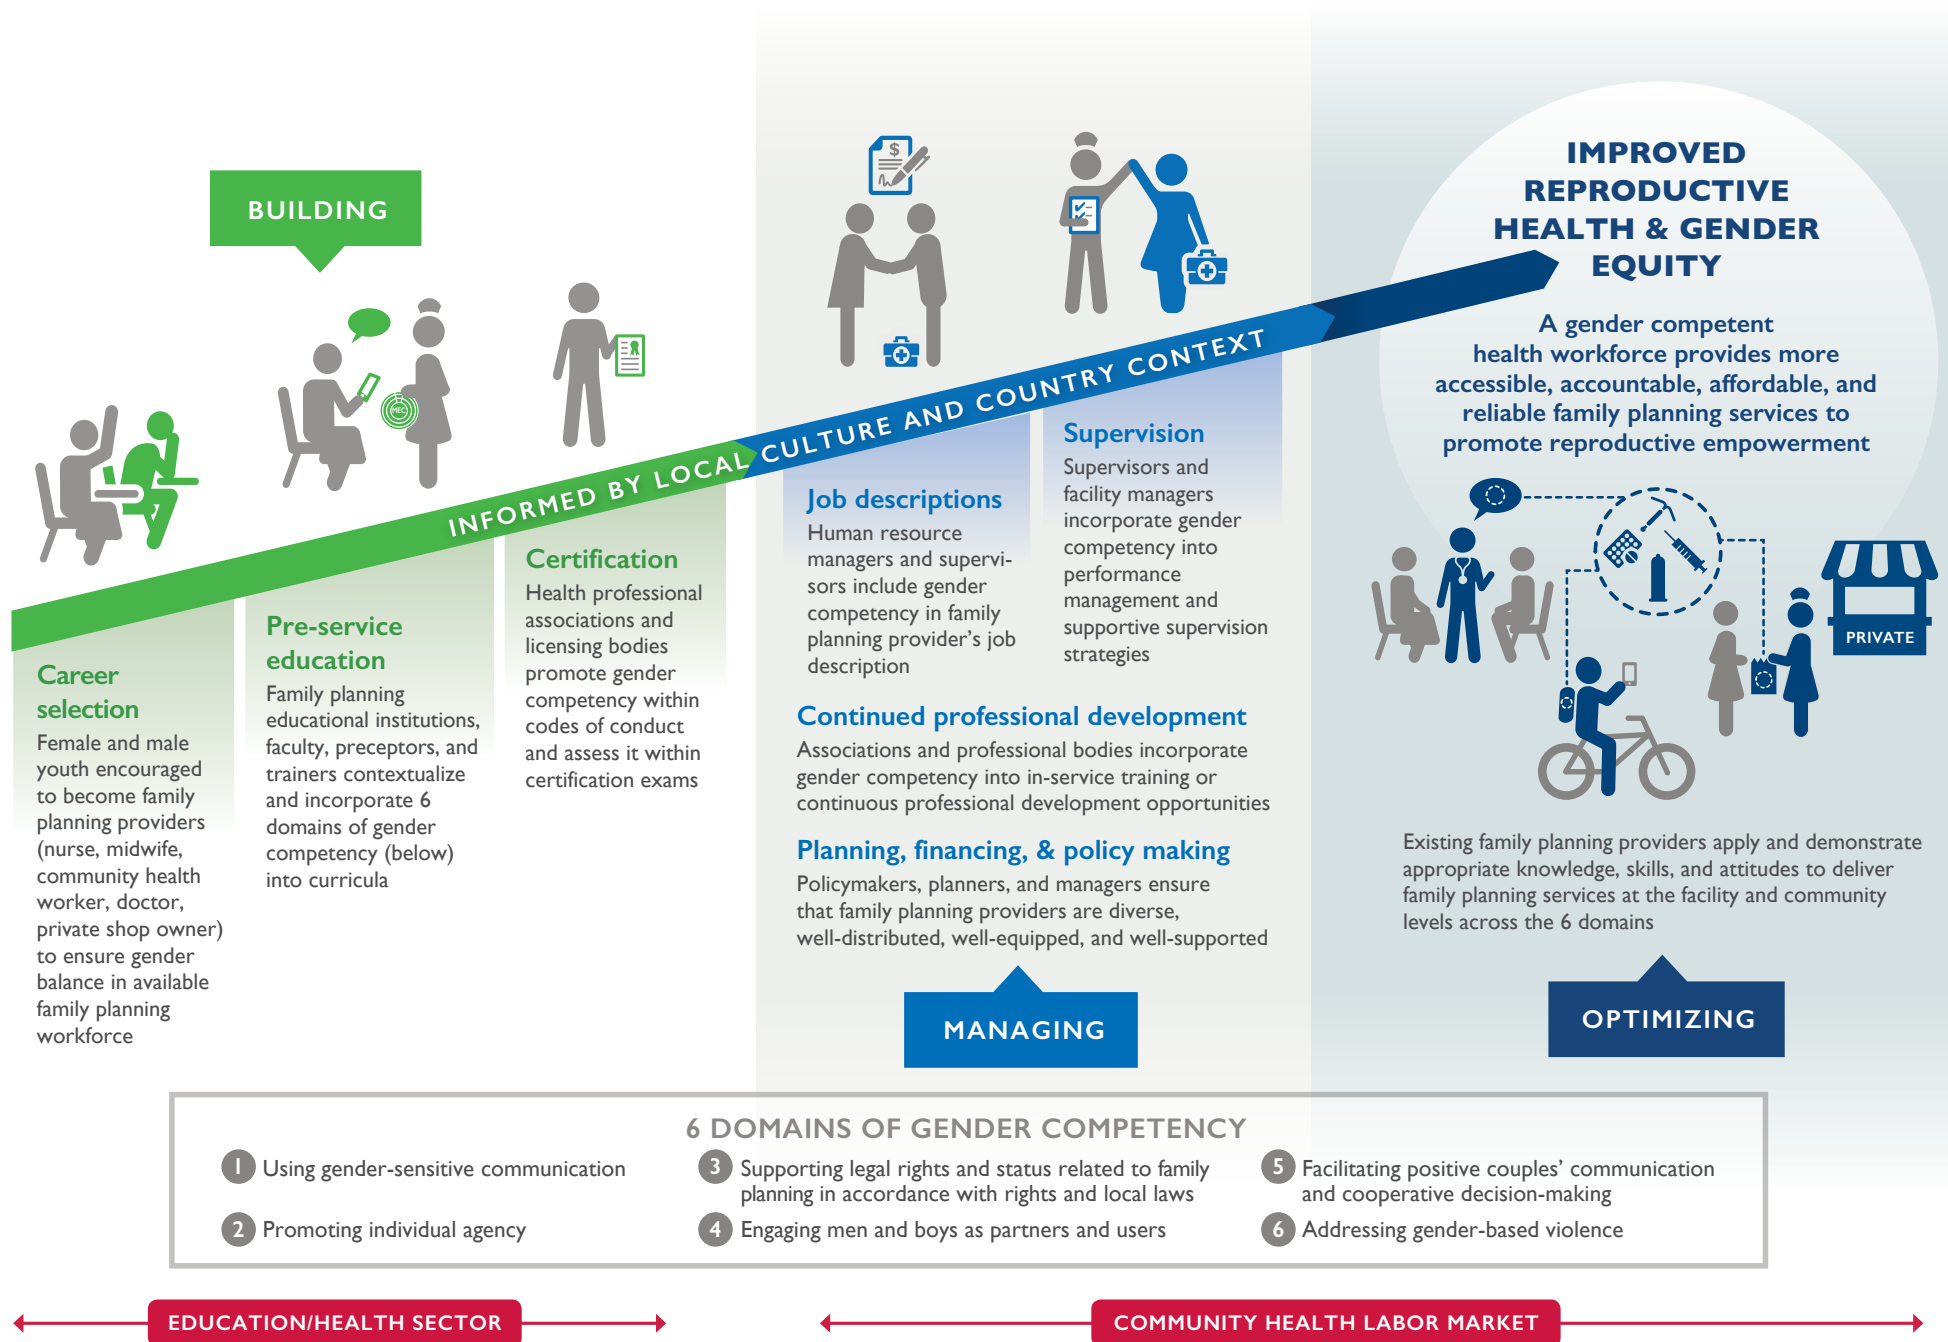 BUILDING
MEC
$
INFORMED BY LOCAL CULTURE AND COUNTRY CONTEXT
Career
selection
Female and male
youth encouraged
to become family
planning providers
(nurse, midwife,
community health
worker, doctor,
private shop owner)
to ensure gender
balance in available
family planning
workforce
Pre-service
education
Family planning
educational institutions,
faculty, preceptors, and
trainers contextualize
and incorporate 6
domains of gender
competency (below)
into curricula
Certification
Health professional
associations and
licensing bodies
promote gender
competency within
codes of conduct
and assess it within
certification exams
Job descriptions
Human resource
managers and supervi-
sors include gender
competency in family
planning provider’s job
description
Supervision
Supervisors and
facility managers
incorporate gender
competency into
performance
management and
supportive supervision
strategies
Continued professional development
Associations and professional bodies incorporate
gender competency into in-service training or
continuous professional development opportunities
Planning, financing, & policy making
Policymakers, planners, and managers ensure
that family planning providers are diverse,
well-distributed, well-equipped, and well-supported
MANAGING
IMPROVED
REPRODUCTIVE
HEALTH & GENDER
EQUITY
A gender competent
health workforce provides more
accessible, accountable, affordable, and
reliable family planning services to
promote reproductive empowerment
PRIVATE
Existing family planning providers apply and demonstrate
appropriate knowledge, skills, and attitudes to deliver
family planning services at the facility and community
levels across the 6 domains
OPTIMIZING
6 DOMAINS OF GENDER COMPETENCY
1 Using gender-sensitive communication
2 Promoting individual agency
3 Supporting legal rights and status related to family
planning in accordance with rights and local laws
4 Engaging men and boys as partners and users
5 Facilitating positive couples’ communication
and cooperative decision-making
6 Addressing gender-based violence
EDUCATION/HEALTH SECTOR
COMMUNITY HEALTH LABOR MARKET